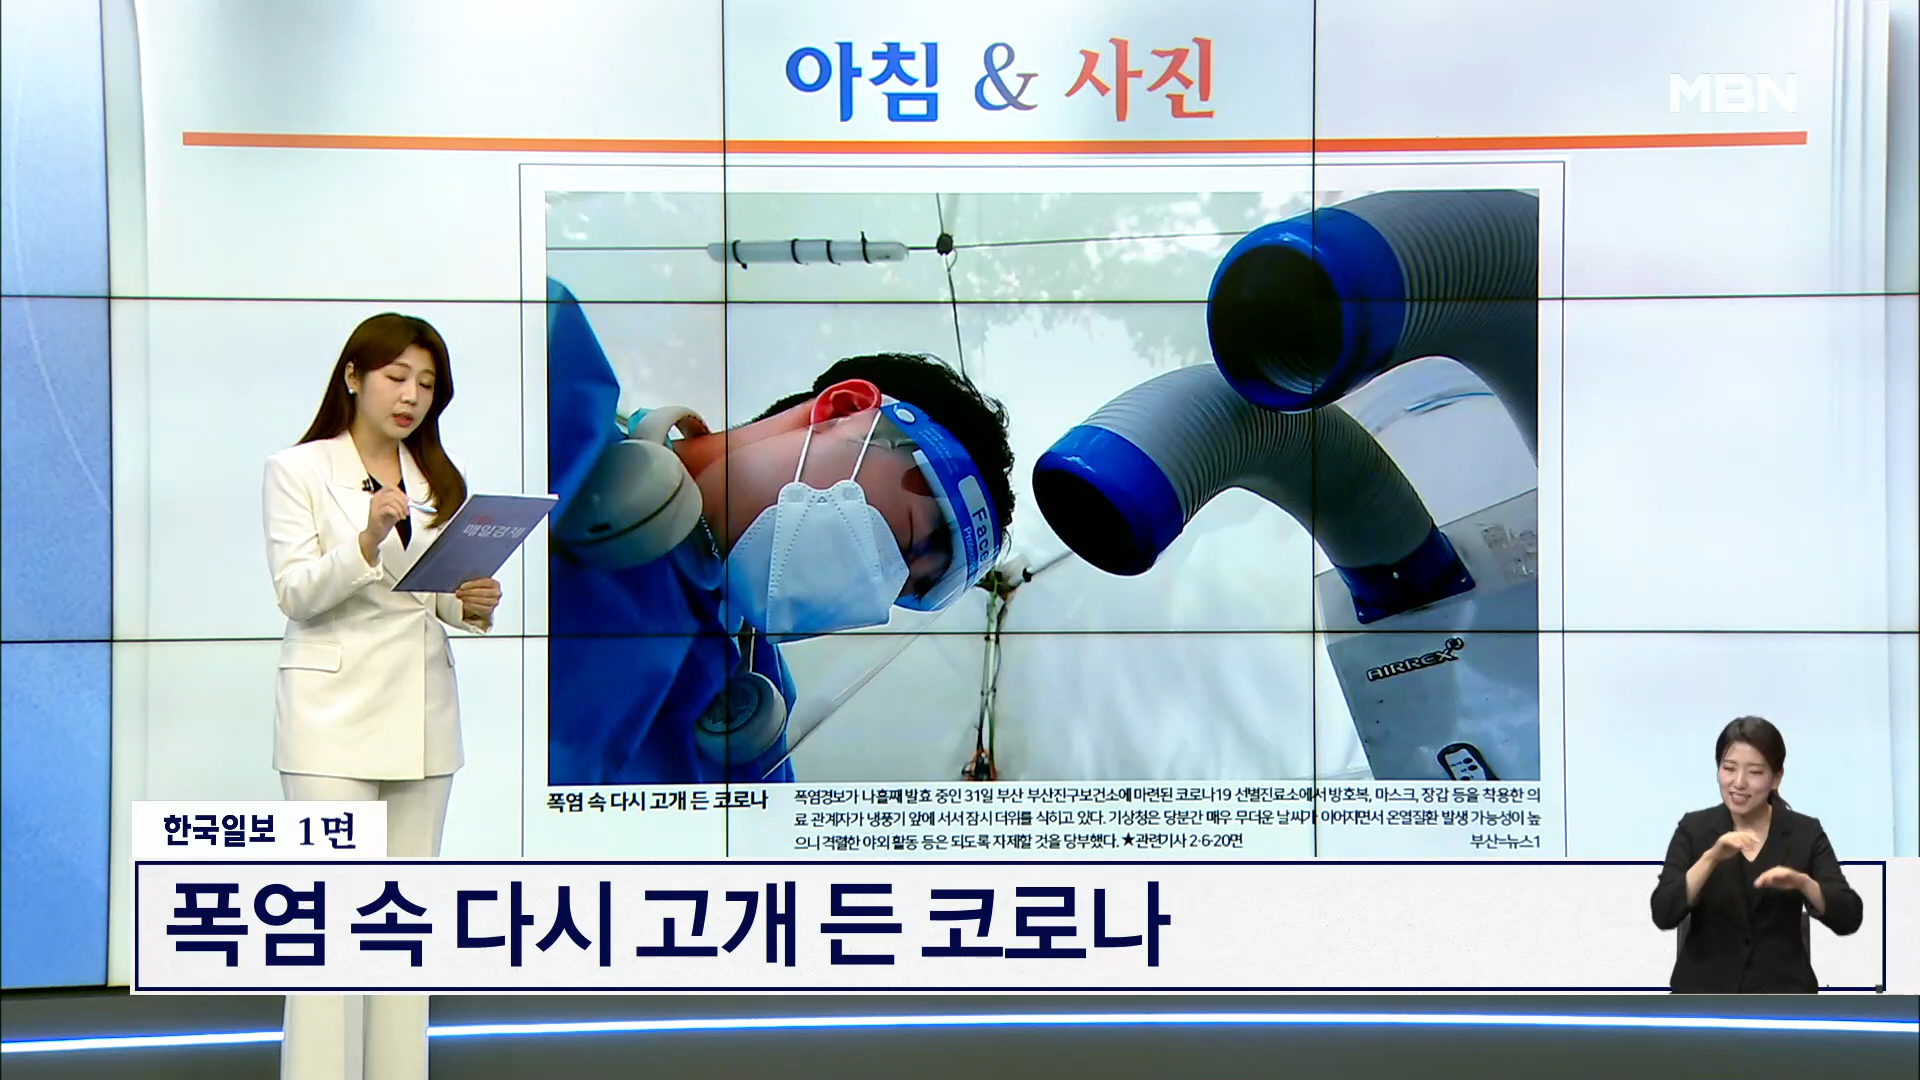 아침 & 사진
MBN
매일경제
Face
AIRREX
폭염 속 다시 고개 든 코로나
폭염경보가 나흘째 발효 중인 31일 부산 부산진구보건소에 마련된 코로나19 선별진료소에서 방호복, 마스크, 장갑 등을 착용한 의
료 관계자가 냉풍기 앞에 서서 잠시 더위를 식히고 있다. 기상청은 당분간 매우 무더운 날씨가 이어지면서 온열질환 발생 가능성이 높
으니 격렬한 야외 활동 등은 되도록 자제할 것을 당부했다. ★관련기사 2·6·20면
부산=뉴스1
한국일보 1면
폭염 속 다시 고개 든 코로나